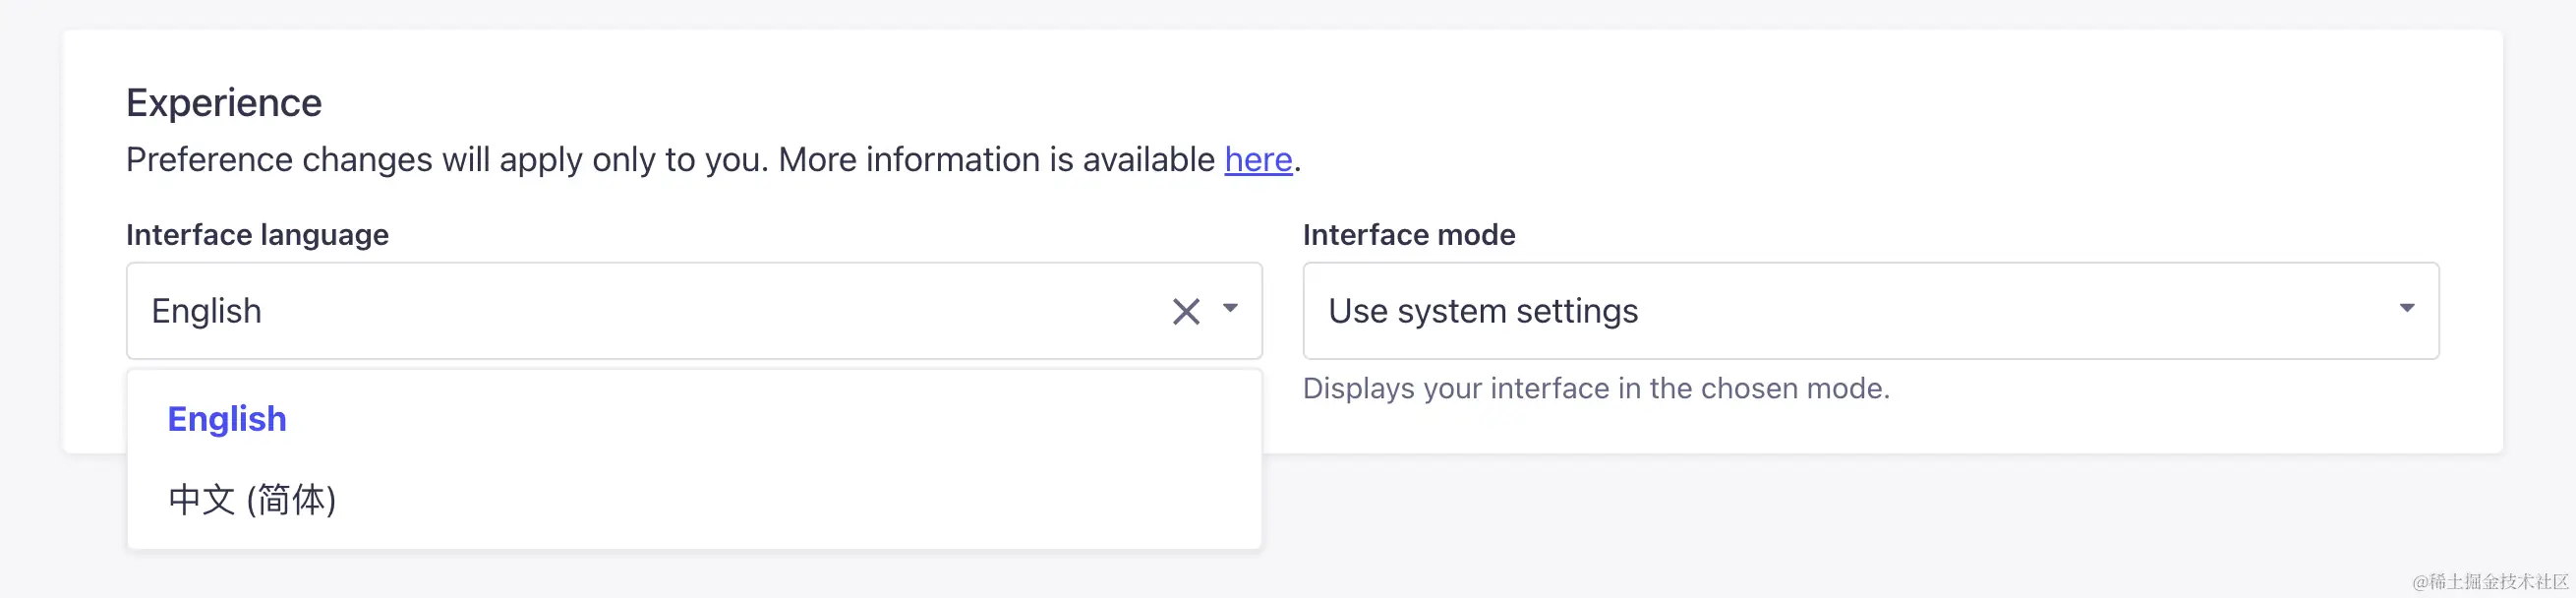 Experience
Preference changes will apply only to you. More information is available here.
Interface language
English
English
中文 (简体)
Interface mode
Use system settings
Displays your interface in the chosen mode.
@稀土掘金技术社区